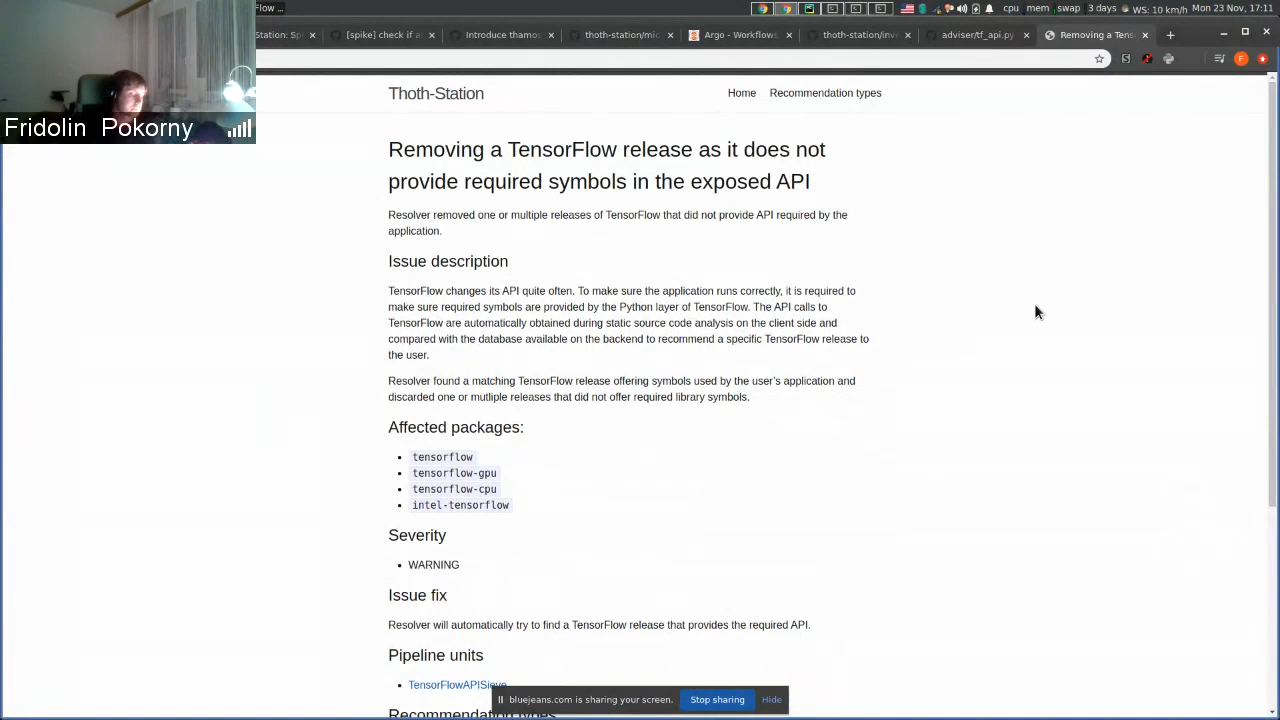 Flow ...
cpu mem swap 3 days WS: 10 km/h Mon 23 Nov, 17:11
Station: Sp
[spike] check if a
Introduce thamos
thoth-station/mic
Argo - Workflows
thoth-station/inv
adviser/tf_api.py
Removing a Tens
Fridolin Pokorny
Thoth-Station
Home
Recommendation types
Removing a TensorFlow release as it does not
provide required symbols in the exposed API
Resolver removed one or multiple releases of TensorFlow that did not provide API required by the
application.
Issue description
TensorFlow changes its API quite often. To make sure the application runs correctly, it is required to
make sure required symbols are provided by the Python layer of TensorFlow. The API calls to
TensorFlow are automatically obtained during static source code analysis on the client side and
compared with the database available on the backend to recommend a specific TensorFlow release to
the user.
Resolver found a matching TensorFlow release offering symbols used by the user's application and
discarded one or mutliple releases that did not offer required library symbols.
Affected packages:
tensorflow
tensorflow-gpu
tensorflow-cpu
intel-tensorflow
Severity
WARNING
Issue fix
Resolver will automatically try to find a TensorFlow release that provides the required API.
Pipeline units
TensorFlowAPISieve
bluejeans.com is sharing your screen.
Stop sharing
Hide
Recommendation types